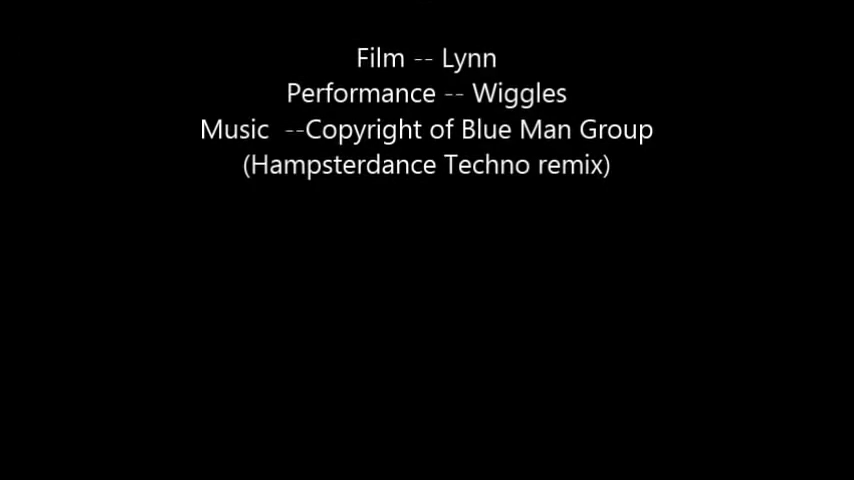 Film -- Lynn
Performance -- Wiggles
Music  --Copyright of Blue Man Group
(Hampsterdance Techno remix)